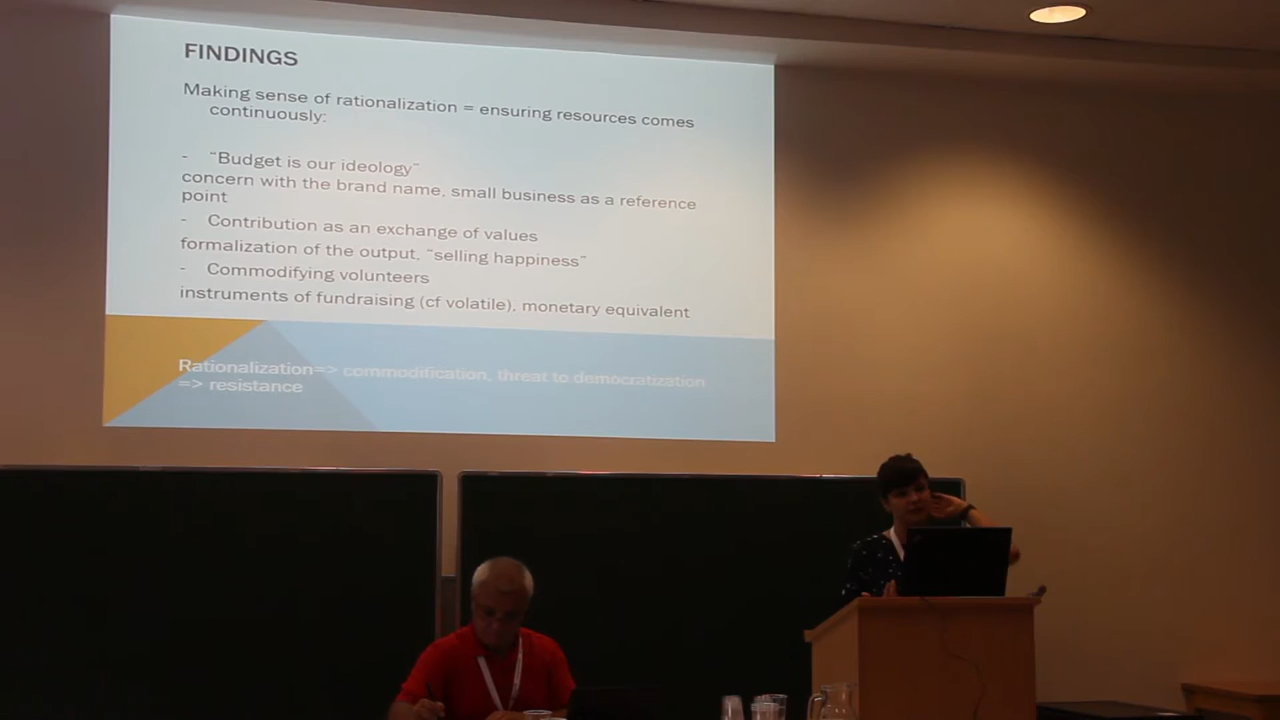 FINDINGS
Making sense of rationalization = ensuring resources comes
continuously:
- "Budget is our ideology"
concern with the brand name, small business as a reference
point
- Contribution as an exchange of values
formalization of the output, "selling happiness"
- Commodifying volunteers
instruments of fundraising (cf volatile), monetary equivalent
Rationalization=> commodification, threat to democratization
=> resistance